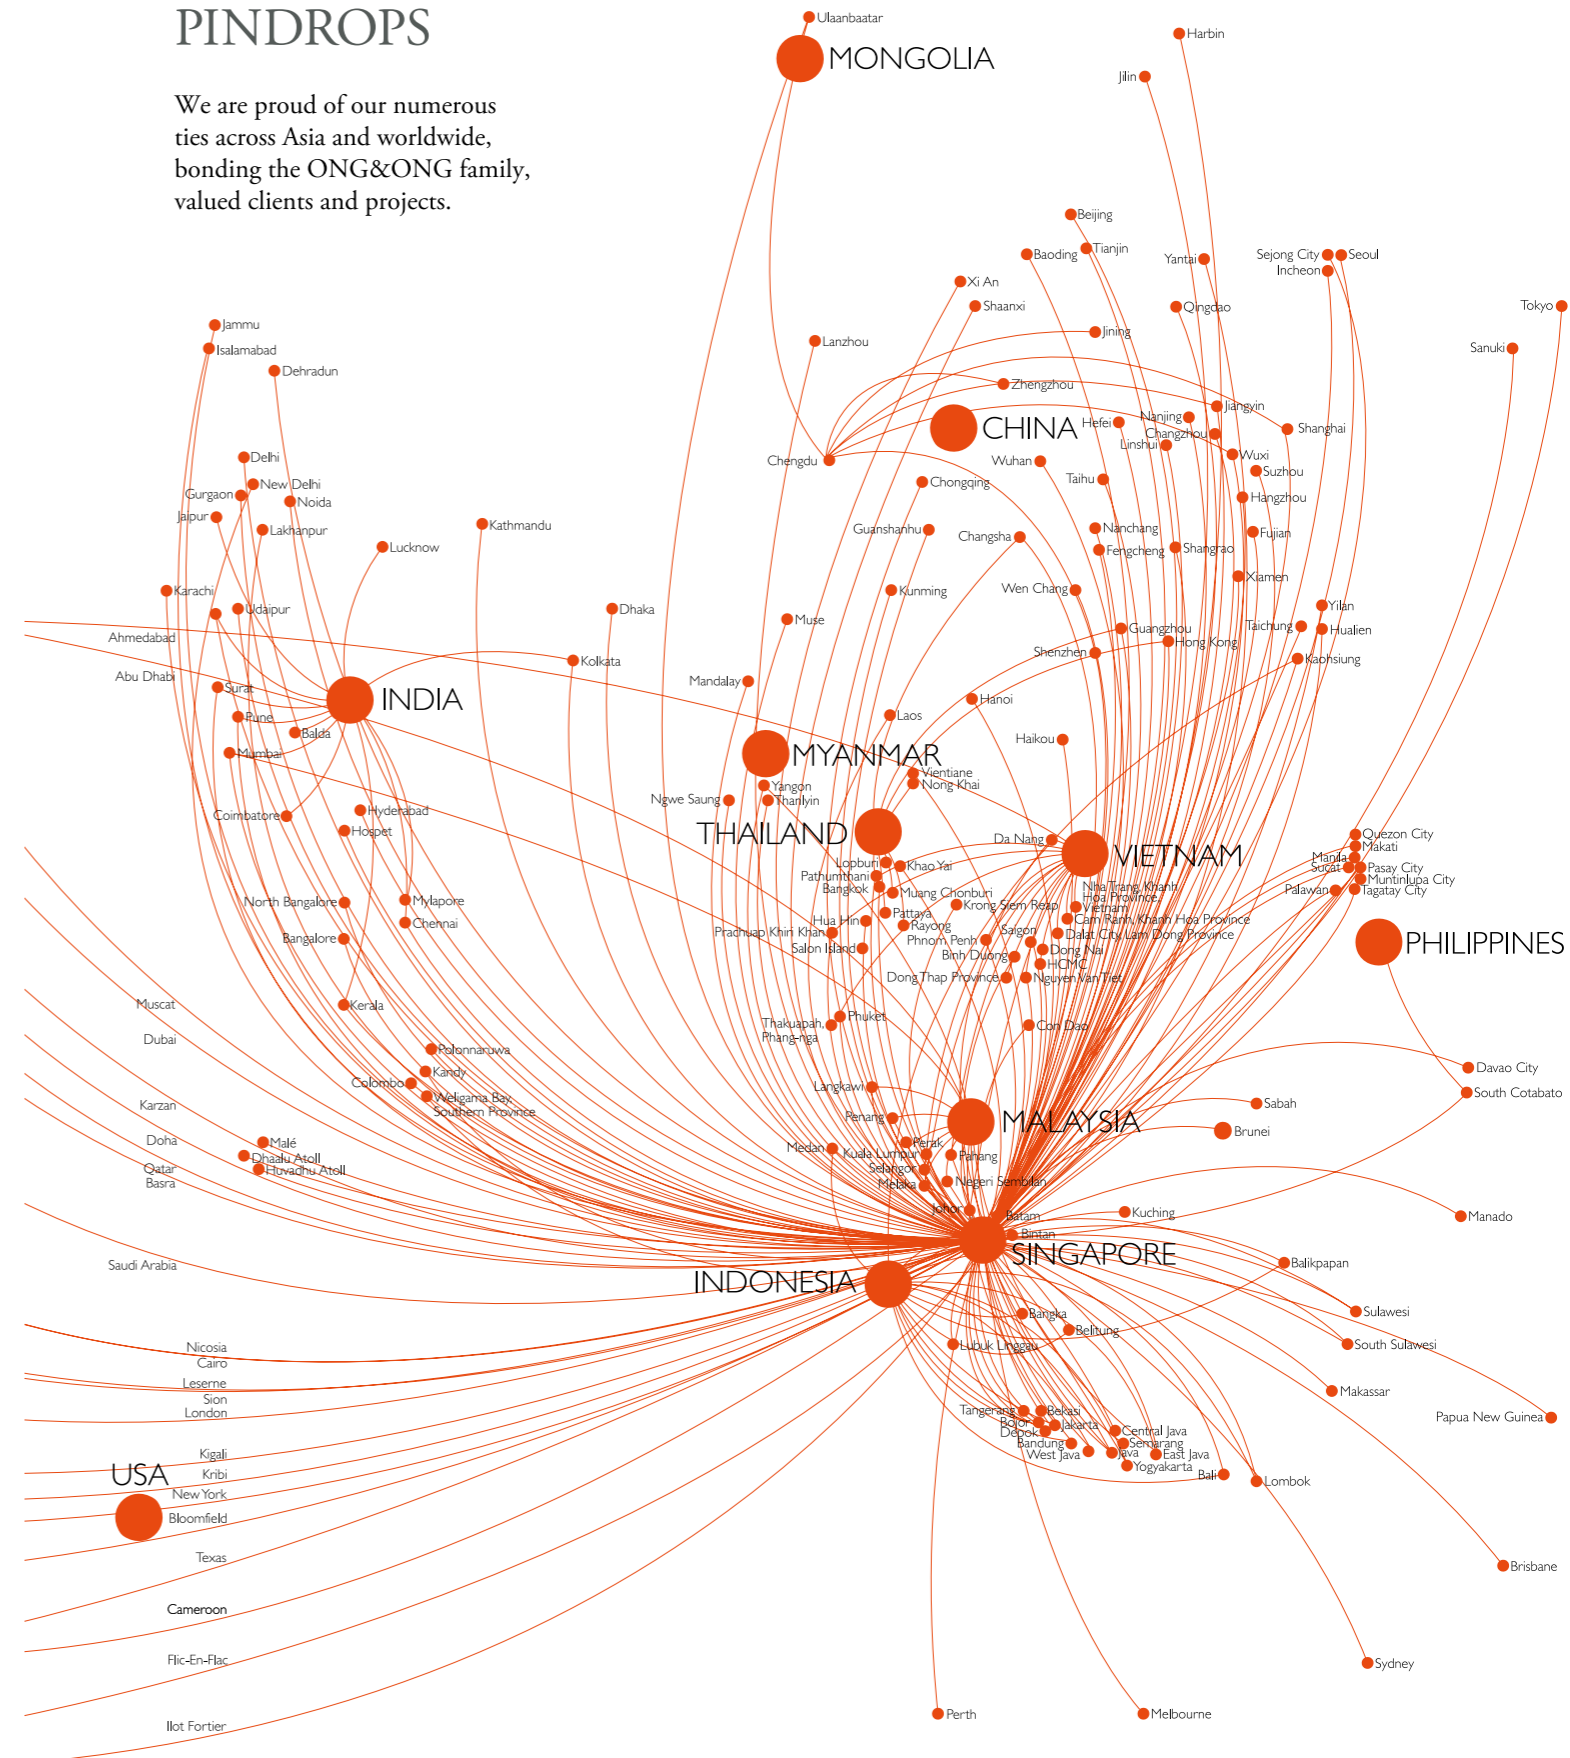 PINDROPS
We are proud of our numerous
ties across Asia and worldwide,
bonding the ONG&ONG family,
valued clients and projects.
Ulaanbaatar
MONGOLIA
Harbin
Jilin
Beijing
Tianjin
Baoding
Yantai
Sejong City
Seoul
Incheon
Xi An
Shaanxi
Qingdao
Tokyo
Jammu
Isalamabad
Dehradun
Lanzhou
Jining
Sanuki
Zhengzhou
Jiangyin
CHINA
Hefei
Nanjing
Changzhou
Linshui
Shanghai
Chengdu
Wuhan
Wuxi
Suzhou
Taihu
Hangzhou
Delhi
New Delhi
Gurgaon
Noida
Jaipur
Lakhanpur
Lucknow
Kathmandu
Chongqing
Guanshanhu
Changsha
Nanchang
Fengcheng
Shangrao
Fujian
Xiamen
Karachi
Udaipur
Dhaka
Kunming
Wen Chang
Muse
Yilan
Taichung
Hualien
Guangzhou
Hong Kong
Shenzhen
Kaohsiung
Ahmedabad
Abu Dhabi
Kolkata
Mandalay
Surat
INDIA
Hanoi
Laos
Pune
Balda
Mumbai
Haikou
MYANMAR
Vientiane
Nong Khai
Yangon
Thanlyin
Ngwe Saung
Coimbatore
Hyderabad
Hospet
THAILAND
Da Nang
VIETNAM
Quezon City
Makati
Manila
Sucat
Pasay City
Muntinlupa City
Palawan
Tagatay City
Lopburi
Khao Yai
Pathumthani
Bangkok
Muang Chonburi
Nha Trang, Khanh
Hoa Province,
Vietnam
Krong Siem Reap
Cam Ranh, Khanh Hoa Province
Pattaya
Hua Hin
Rayong
Prachuap Khiri Khan
Salon Island
Saigon
Dalat City, Lam Dong Province
Phnom Penh
Dong Nai
Binh Duong
HCMC
Dong Thap Province
Nguyen Van Tiet
PHILIPPINES
North Bangalore
Mylapore
Chennai
Bangalore
Kerala
Muscat
Dubai
Phuket
Thakuapah,
Phang-nga
Con Dao
Polonnaruwa
Kandy
Colombo
Weligama Bay,
Southern Province
Langkawi
Davao City
South Cotabato
Karzan
Doha
Qatar
Basra
Malé
Dhaalu Atoll
Huvadhu Atoll
Penang
MALAYSIA
Sabah
Brunei
Medan
Perak
Kuala Lumpur
Pahang
Selangor
Melaka
Negeri Sembilan
Johor
Batam
Bintan
Kuching
Manado
SINGAPORE
Saudi Arabia
INDONESIA
Balikpapan
Sulawesi
Bangka
Belitung
Lubuk Linggau
South Sulawesi
Makassar
Papua New Guinea
Nicosia
Cairo
Leserne
Sion
London
Tangerang
Bekasi
Bojor
Jakarta
Depok
Bandung
West Java
Central Java
Semarang
Java
East Java
Yogyakarta
Bali
Lombok
Kigali
Kribi
USA
New York
Bloomfield
Texas
Cameroon
Flic-En-Flac
Ilot Fortier
Brisbane
Sydney
Perth
Melbourne